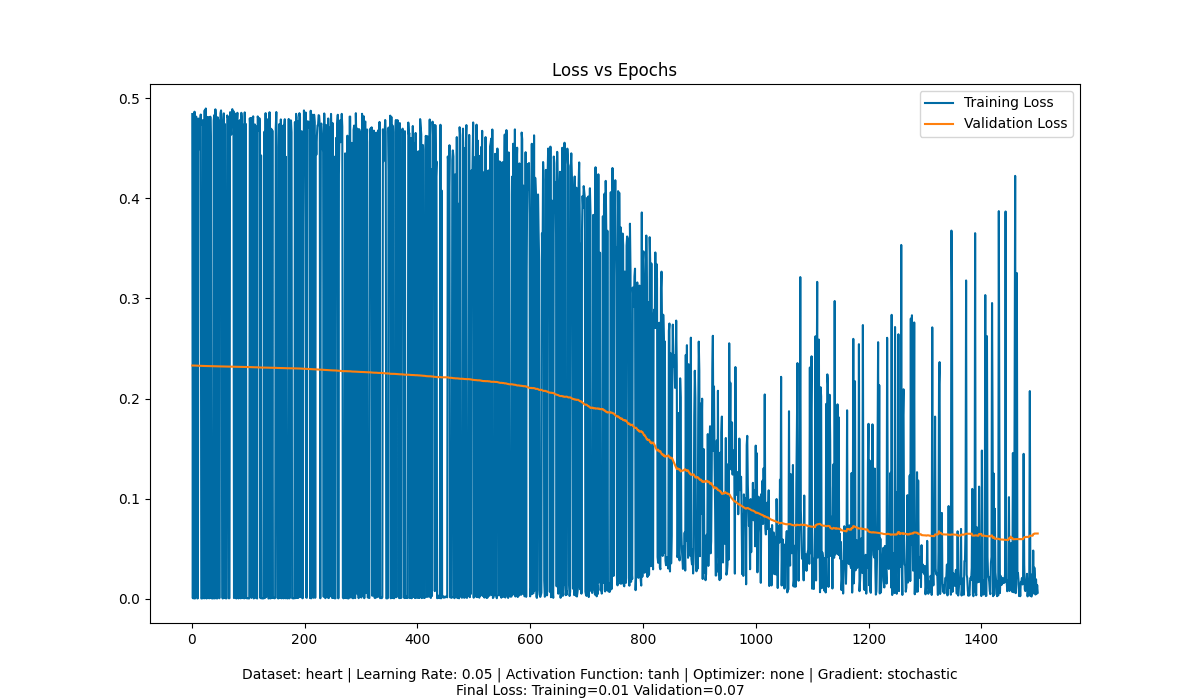 Loss vs Epochs
Training Loss
Validation Loss
0.5
0.4
0.3
0.2
0.1
0.0
0 200 400 600 800 1000 1200 1400
Dataset: heart | Learning Rate: 0.05 | Activation Function: tanh | Optimizer: none | Gradient: stochastic
Final Loss: Training=0.01 Validation=0.07